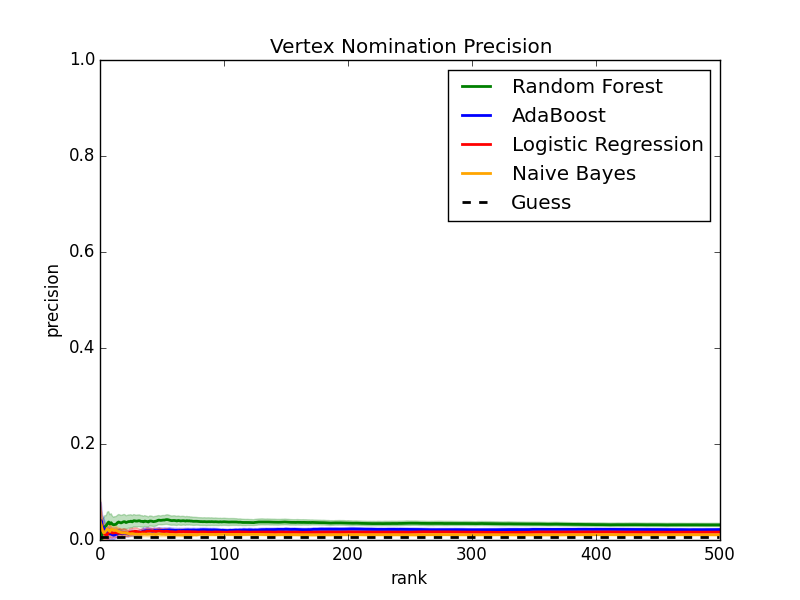 Vertex Nomination Precision
1.0
0.8
0.6
0.4
0.2
0.0
precision
Random Forest
AdaBoost
Logistic Regression
Naive Bayes
Guess
0 100 200 300 400 500
rank